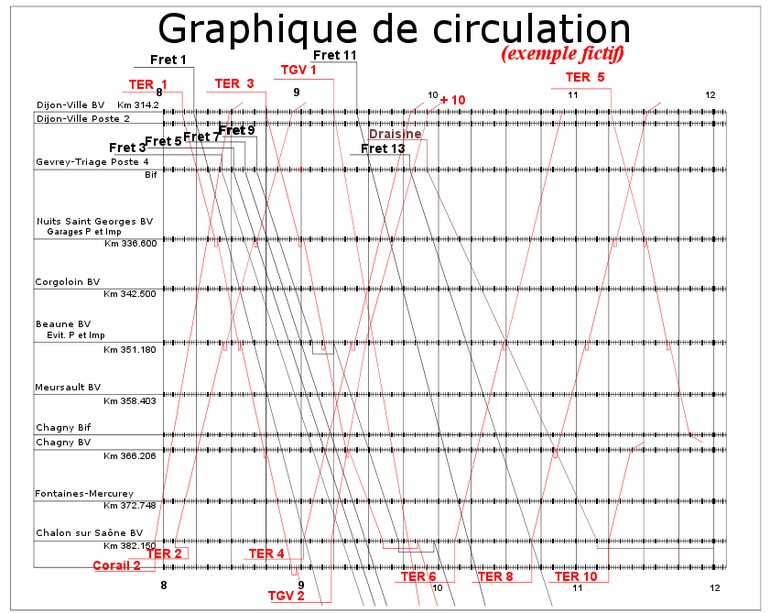 Graphique de circulation
(exemple fictif)
Fret 1
Fret 11
TGV 1
TER 1
TER 3
TER 5
8
9
10
11
12
+ 10
Dijon-Ville BV Km 314.2
Dijon-Ville Poste 2
Draisine
Fret 3
Fret 5
Fret 7
Fret 9
Fret 13
Gevrey-Triage Poste 4
Bif
Nuits Saint Georges BV
Garages P et Imp
Km 336.600
Corgoloin BV
Km 342.500
Beaune BV
Evit. P et Imp
Km 351.180
Meursault BV
Km 358.403
Chagny Bif
Chagny BV
Km 366.206
Fontaines-Mercurey
Km 372.748
Chalon sur Saône BV
Km 382.150
TER 2
TER 4
Corail 2
TER 6
TER 8
TER 10
8
9
10
11
12
TGV 2